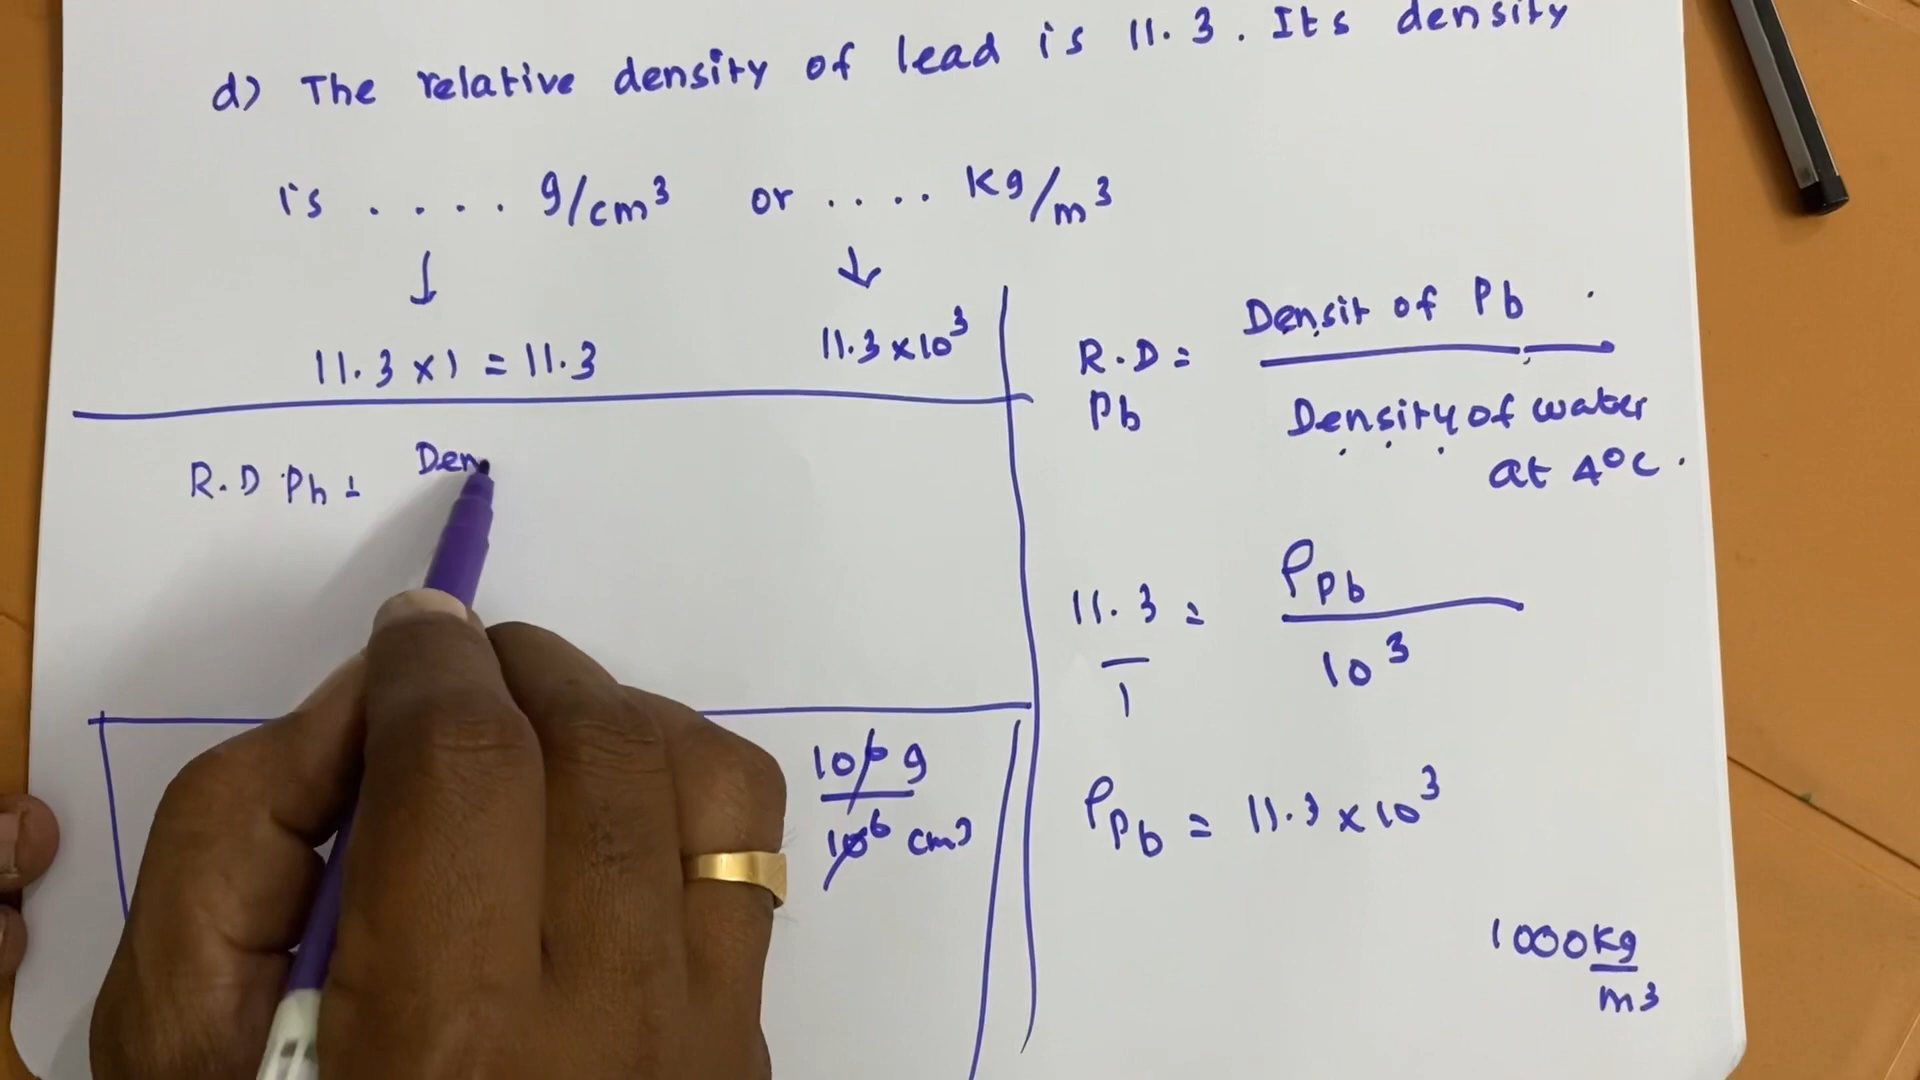 d) The relative density of lead is 11.3. Its density
is .... g/cm³ or .... kg/m³
↓ ↓
11.3 × 1 = 11.3 11.3 × 10³
R.D Pb = Den
10⁶ g
10⁶ cm³
R.D = Densit of Pb
Pb Density of water
at 4°C.
11.3 = ρPb
1 10³
ρPb = 11.3 × 10³
1000 kg
m³